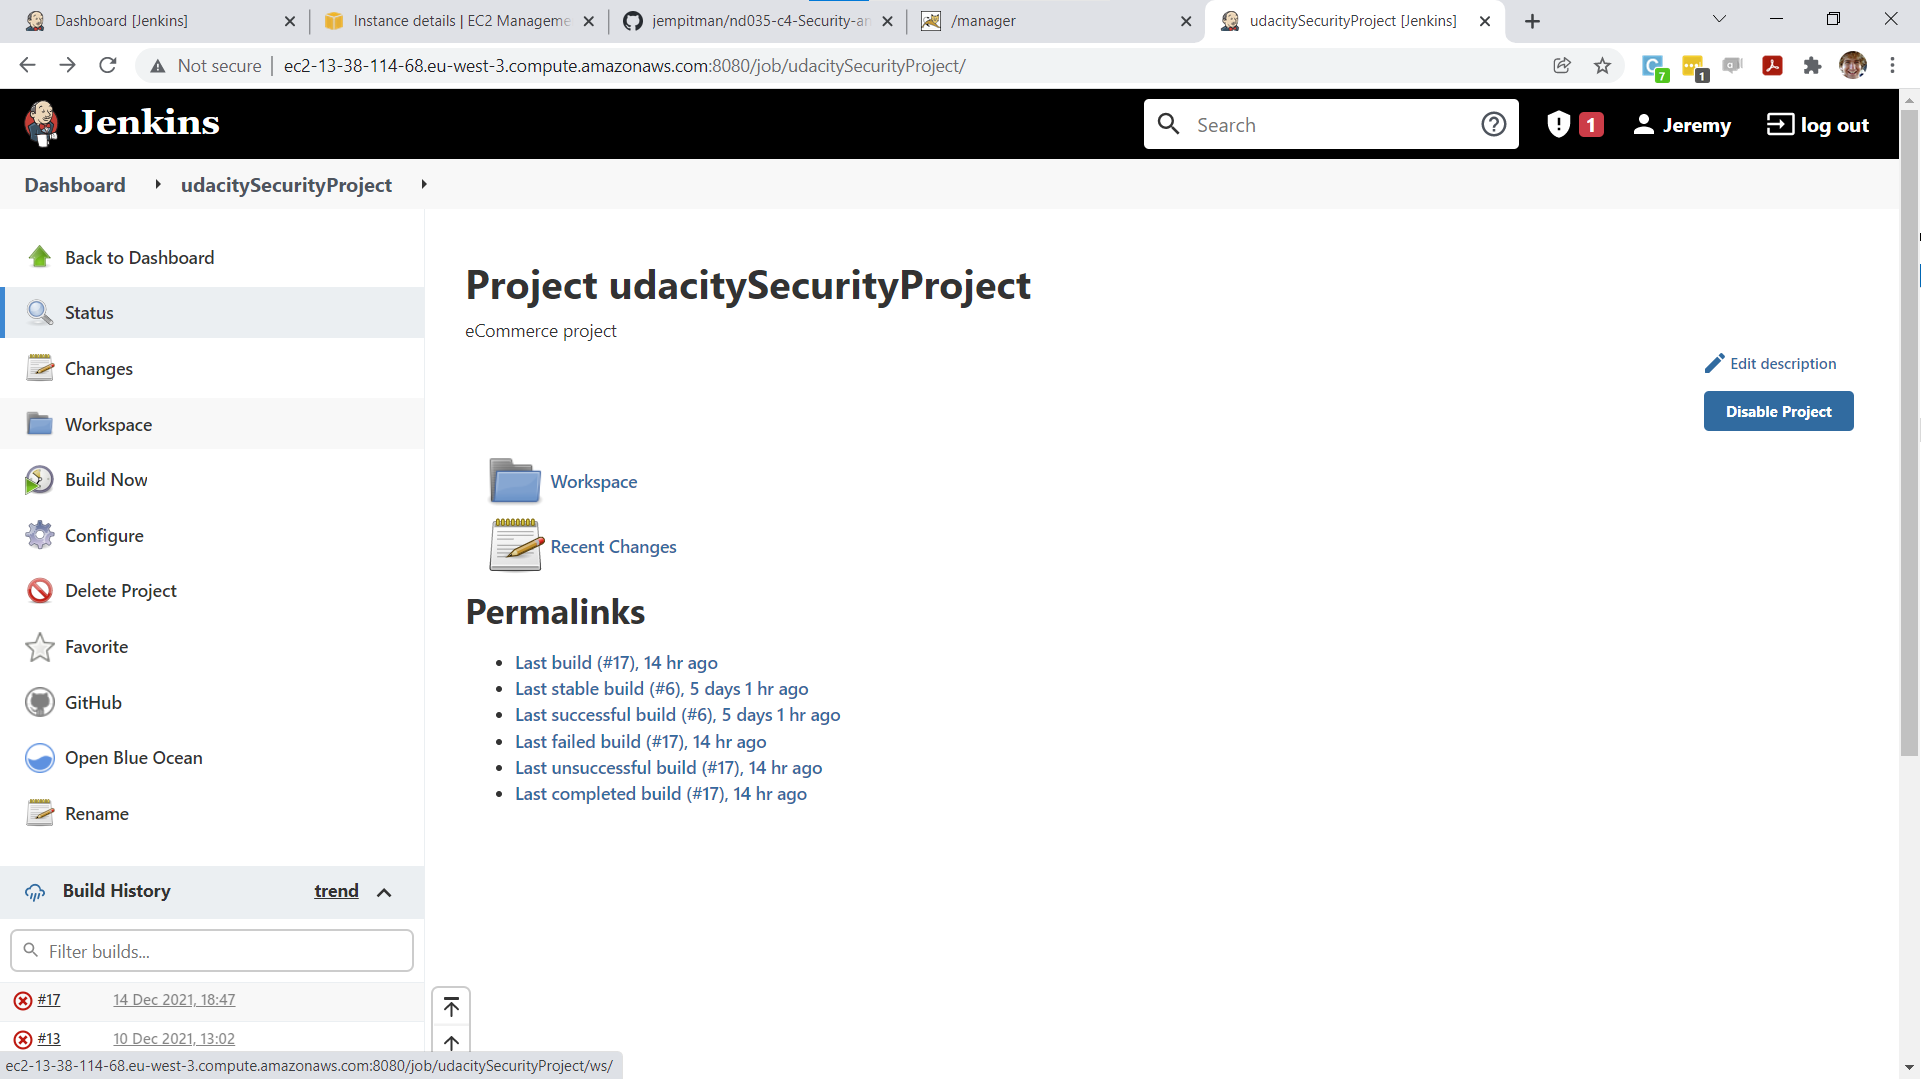 Dashboard [Jenkins]
Instance details | EC2 Manageme
jempitman/nd035-c4-Security-an
/manager
udacitySecurityProject [Jenkins]
Not secure
ec2-13-38-114-68.eu-west-3.compute.amazonaws.com:8080/job/udacitySecurityProject/
7
1
Jenkins
Search
1
Jeremy
log out
Dashboard
udacitySecurityProject
Back to Dashboard
Status
Changes
Workspace
Build Now
Configure
Delete Project
Favorite
GitHub
Open Blue Ocean
Rename
Build History
trend
Filter builds...
#17
14 Dec 2021, 18:47
#13
10 Dec 2021, 13:02
Project udacitySecurityProject
eCommerce project
Edit description
Disable Project
Workspace
Recent Changes
Permalinks
Last build (#17), 14 hr ago
Last stable build (#6), 5 days 1 hr ago
Last successful build (#6), 5 days 1 hr ago
Last failed build (#17), 14 hr ago
Last unsuccessful build (#17), 14 hr ago
Last completed build (#17), 14 hr ago
ec2-13-38-114-68.eu-west-3.compute.amazonaws.com:8080/job/udacitySecurityProject/ws/